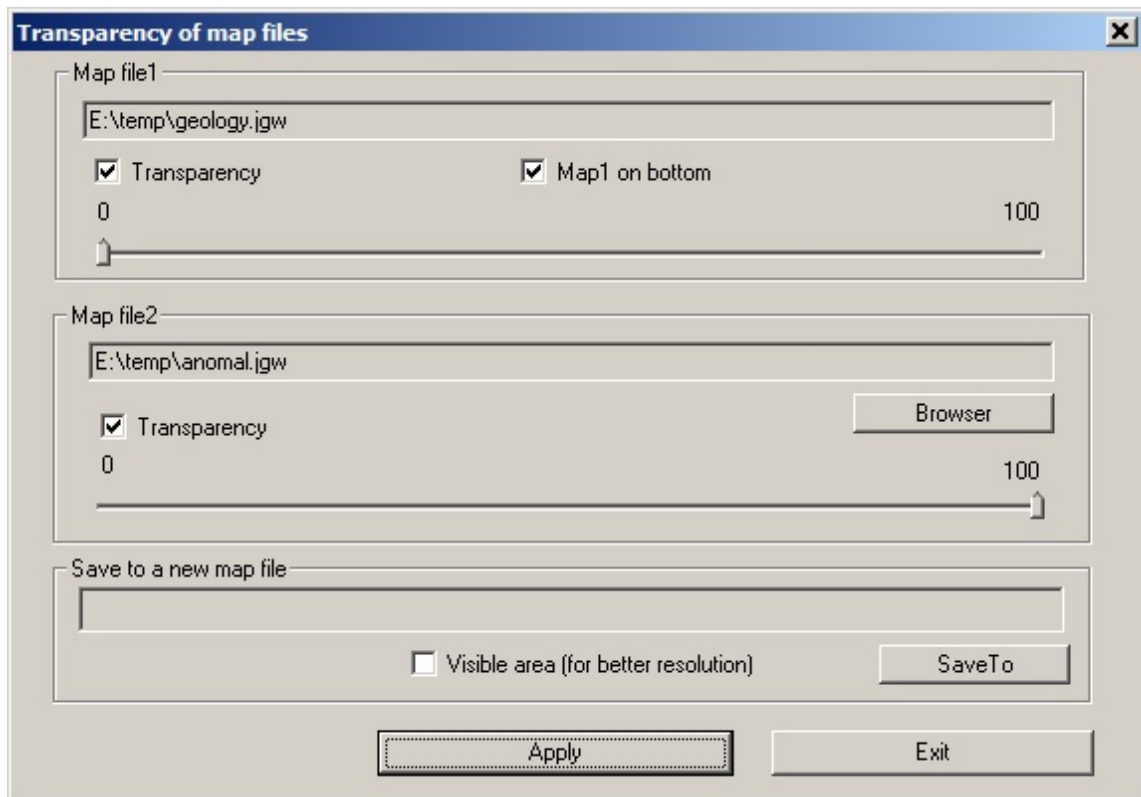 Transparency of map files
Map file1
E:\temp\geology.jgw
Transparency Map1 on bottom
0 100
Map file2
E:\temp\anomal.jgw
Browser
Transparency
0 100
Save to a new map file
Visible area (for better resolution) SaveTo
Apply Exit